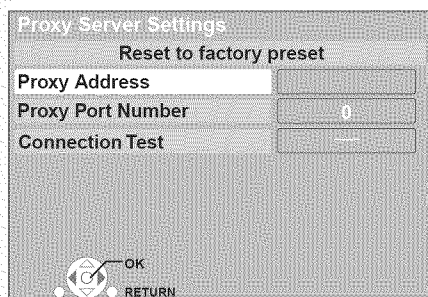 Proxy Server Settings
Reset to factory preset
Proxy Address
Proxy Port Number 0
Connection Test ----
OK
RETURN